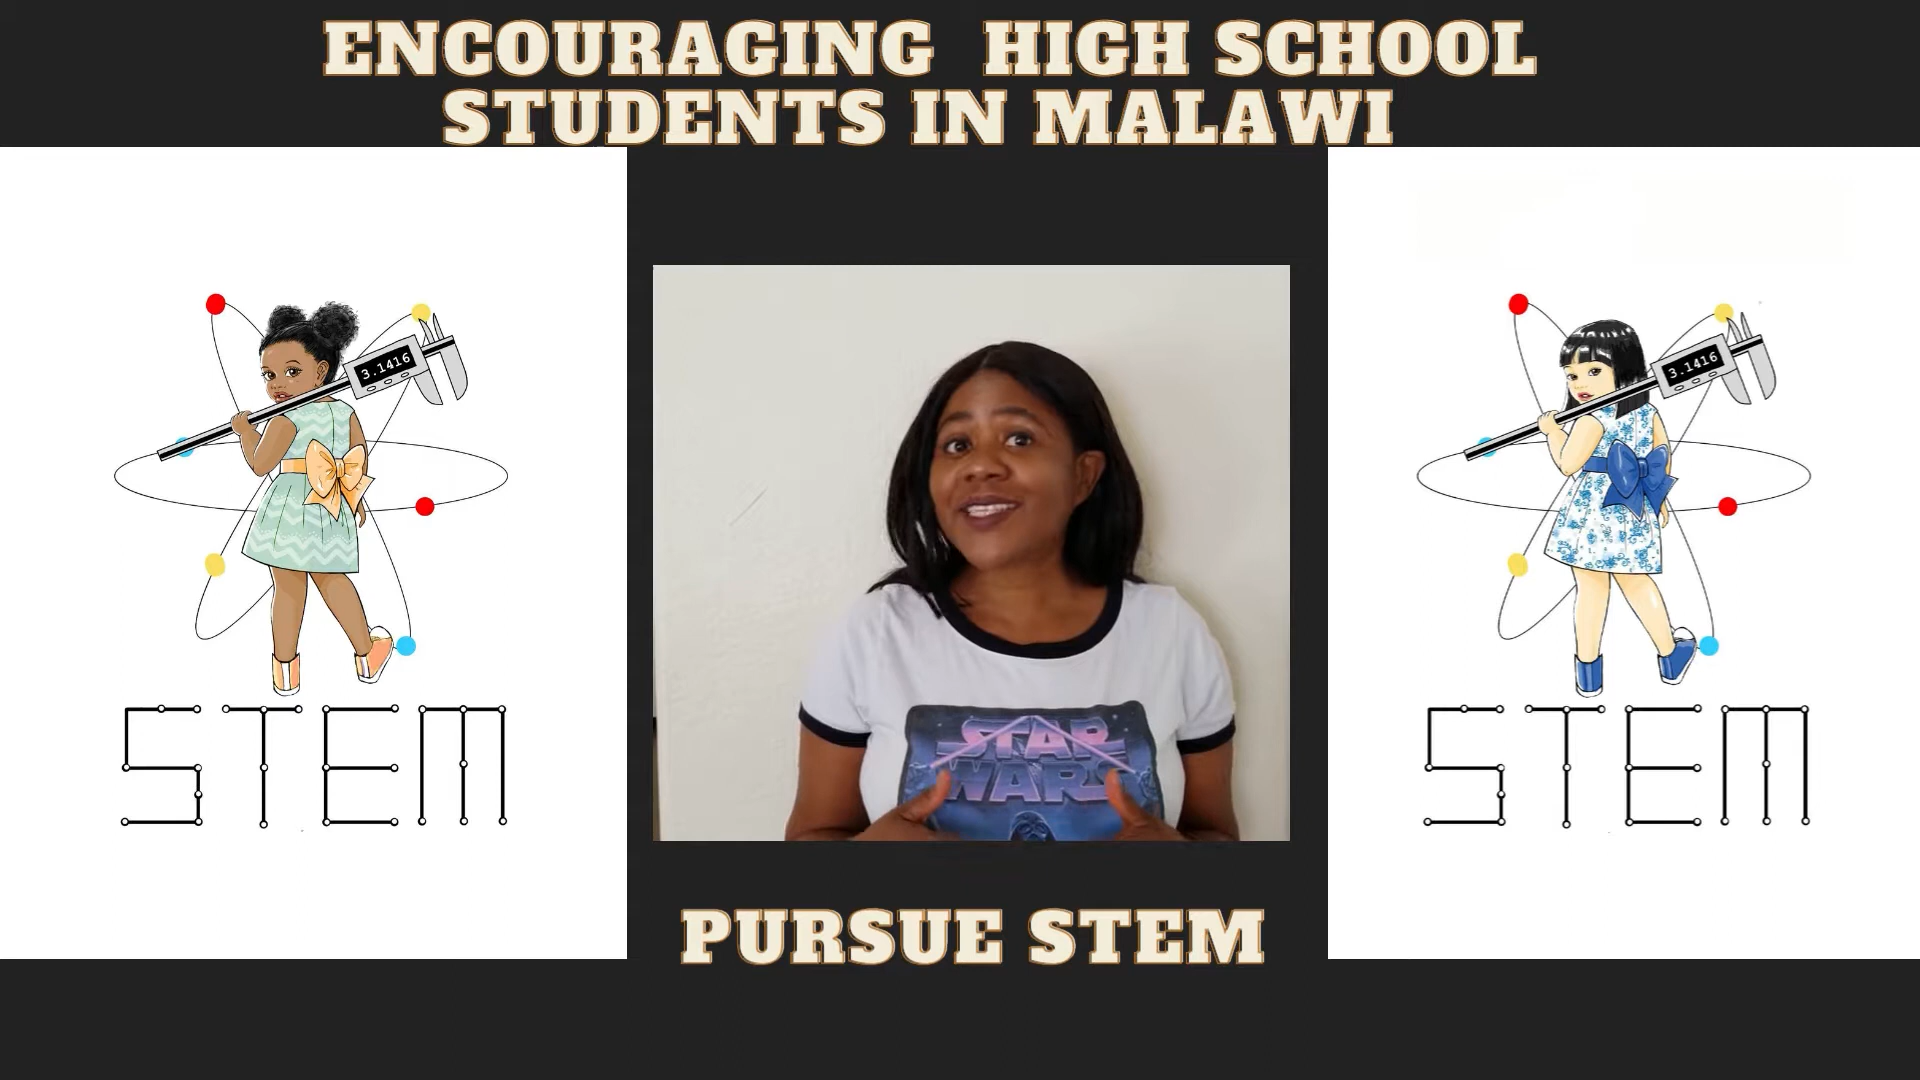 ENCOURAGING HIGH SCHOOL
STUDENTS IN MALAWI
3.1416
3.1416
STAR
WARS
STEM
STEM
PURSUE STEM